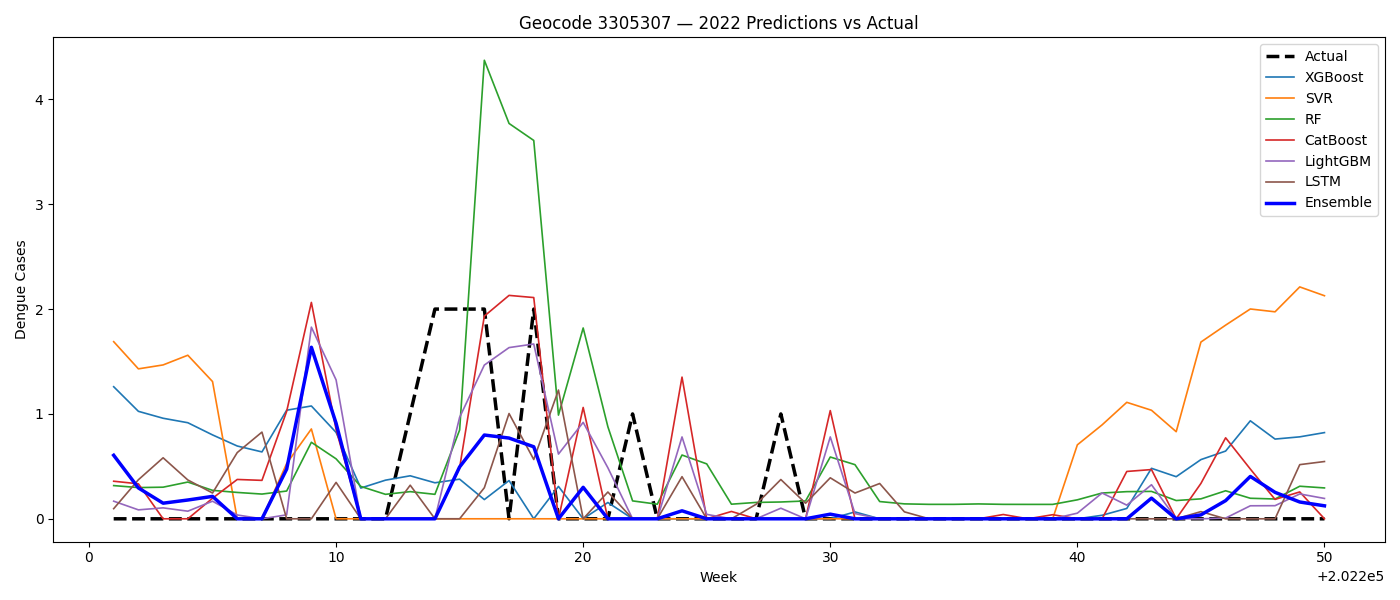 Geocode 3305307 — 2022 Predictions vs Actual
Dengue Cases
4
3
2
1
0
0
10
20
30
40
50
+2.022e5
Week
Actual
XGBoost
SVR
RF
CatBoost
LightGBM
LSTM
Ensemble